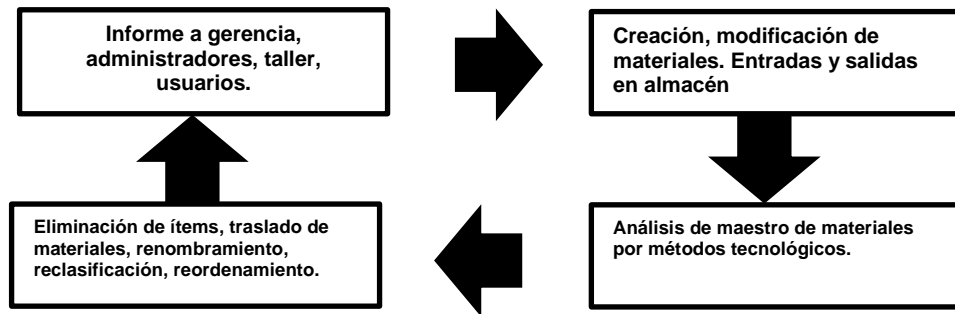 Informe a gerencia,
administradores, taller,
usuarios.
Creación, modificación de
materiales. Entradas y salidas
en almacén
Eliminación de ítems, traslado de
materiales, renombramiento,
reclasificación, reordenamiento.
Análisis de maestro de materiales
por métodos tecnológicos.